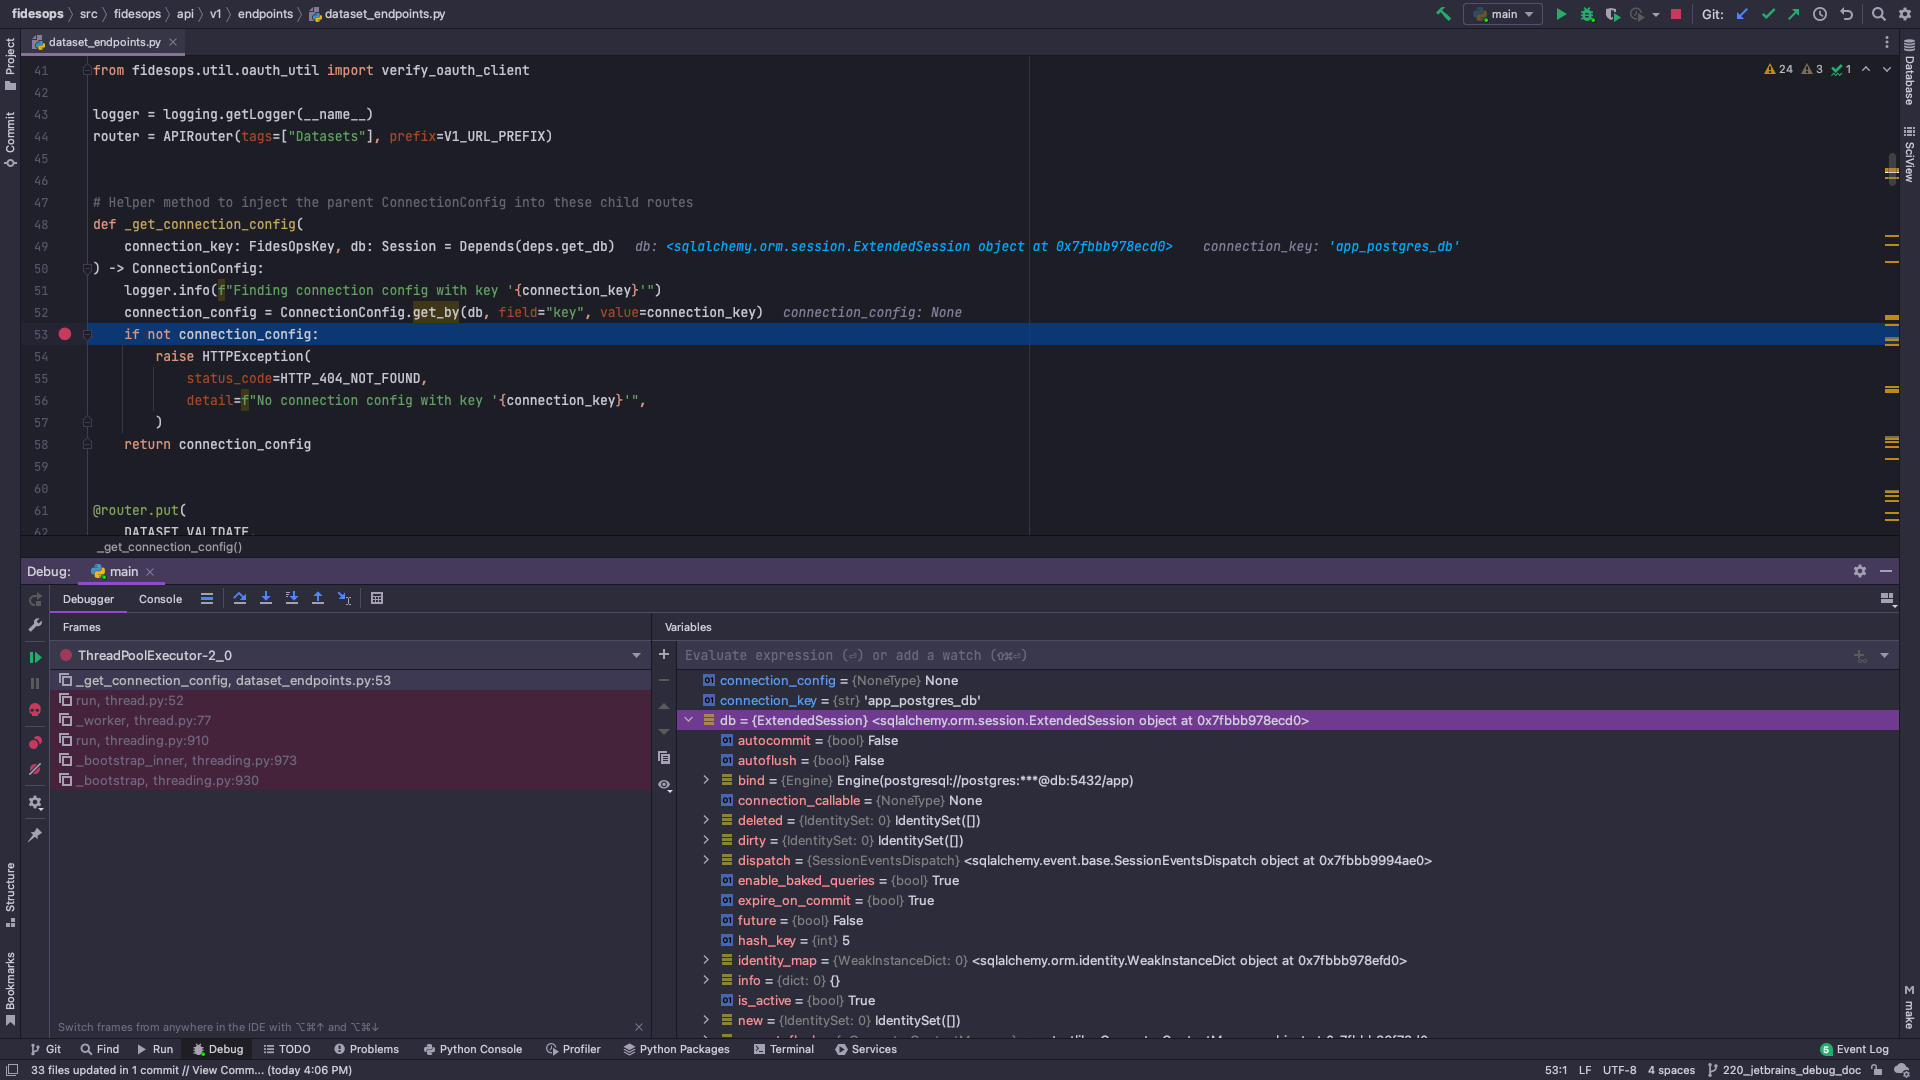 fidesops 〉 src 〉 fidesops 〉 api 〉 v1 〉 endpoints 〉 dataset_endpoints.py
main
Git:
dataset_endpoints.py
Project
Commit
Structure
Bookmarks
Database
SciView
make
24 3 1
41 from fidesops.util.oauth_util import verify_oauth_client
42
43 logger = logging.getLogger(__name__)
44 router = APIRouter(tags=["Datasets"], prefix=V1_URL_PREFIX)
45
46
47 # Helper method to inject the parent ConnectionConfig into these child routes
48 def _get_connection_config(
49 connection_key: FidesOpsKey, db: Session = Depends(deps.get_db) db: <sqlalchemy.orm.session.ExtendedSession object at 0x7fbbb978ecd0> connection_key: 'app_postgres_db'
50 ) -> ConnectionConfig:
51 logger.info(f"Finding connection config with key '{connection_key}'")
52 connection_config = ConnectionConfig.get_by(db, field="key", value=connection_key) connection_config: None
53 if not connection_config:
54 raise HTTPException(
55 status_code=HTTP_404_NOT_FOUND,
56 detail=f"No connection config with key '{connection_key}'",
57 )
58 return connection_config
59
60
61 @router.put(
62 DATASET_VALIDATE,
_get_connection_config()
Debug: main
Debugger Console
Frames
ThreadPoolExecutor-2_0
_get_connection_config, dataset_endpoints.py:53
run, thread.py:52
_worker, thread.py:77
run, threading.py:910
_bootstrap_inner, threading.py:973
_bootstrap, threading.py:930
Switch frames from anywhere in the IDE with ⌥⌘↑ and ⌥⌘↓
Variables
Evaluate expression (⏎) or add a watch (⇧⌘⏎)
connection_config = {NoneType} None
connection_key = {str} 'app_postgres_db'
db = {ExtendedSession} <sqlalchemy.orm.session.ExtendedSession object at 0x7fbbb978ecd0>
autocommit = {bool} False
autoflush = {bool} False
bind = {Engine} Engine(postgresql://postgres:***@db:5432/app)
connection_callable = {NoneType} None
deleted = {IdentitySet: 0} IdentitySet([])
dirty = {IdentitySet: 0} IdentitySet([])
dispatch = {SessionEventsDispatch} <sqlalchemy.event.base.SessionEventsDispatch object at 0x7fbbb9994ae0>
enable_baked_queries = {bool} True
expire_on_commit = {bool} True
future = {bool} False
hash_key = {int} 5
identity_map = {WeakInstanceDict: 0} <sqlalchemy.orm.identity.WeakInstanceDict object at 0x7fbbb978efd0>
info = {dict: 0} {}
is_active = {bool} True
new = {IdentitySet: 0} IdentitySet([])
Git Find Run Debug TODO Problems Python Console Profiler Python Packages Terminal Services 5 Event Log
33 files updated in 1 commit // View Comm... (today 4:06 PM) 53:1 LF UTF-8 4 spaces 220_jetbrains_debug_doc